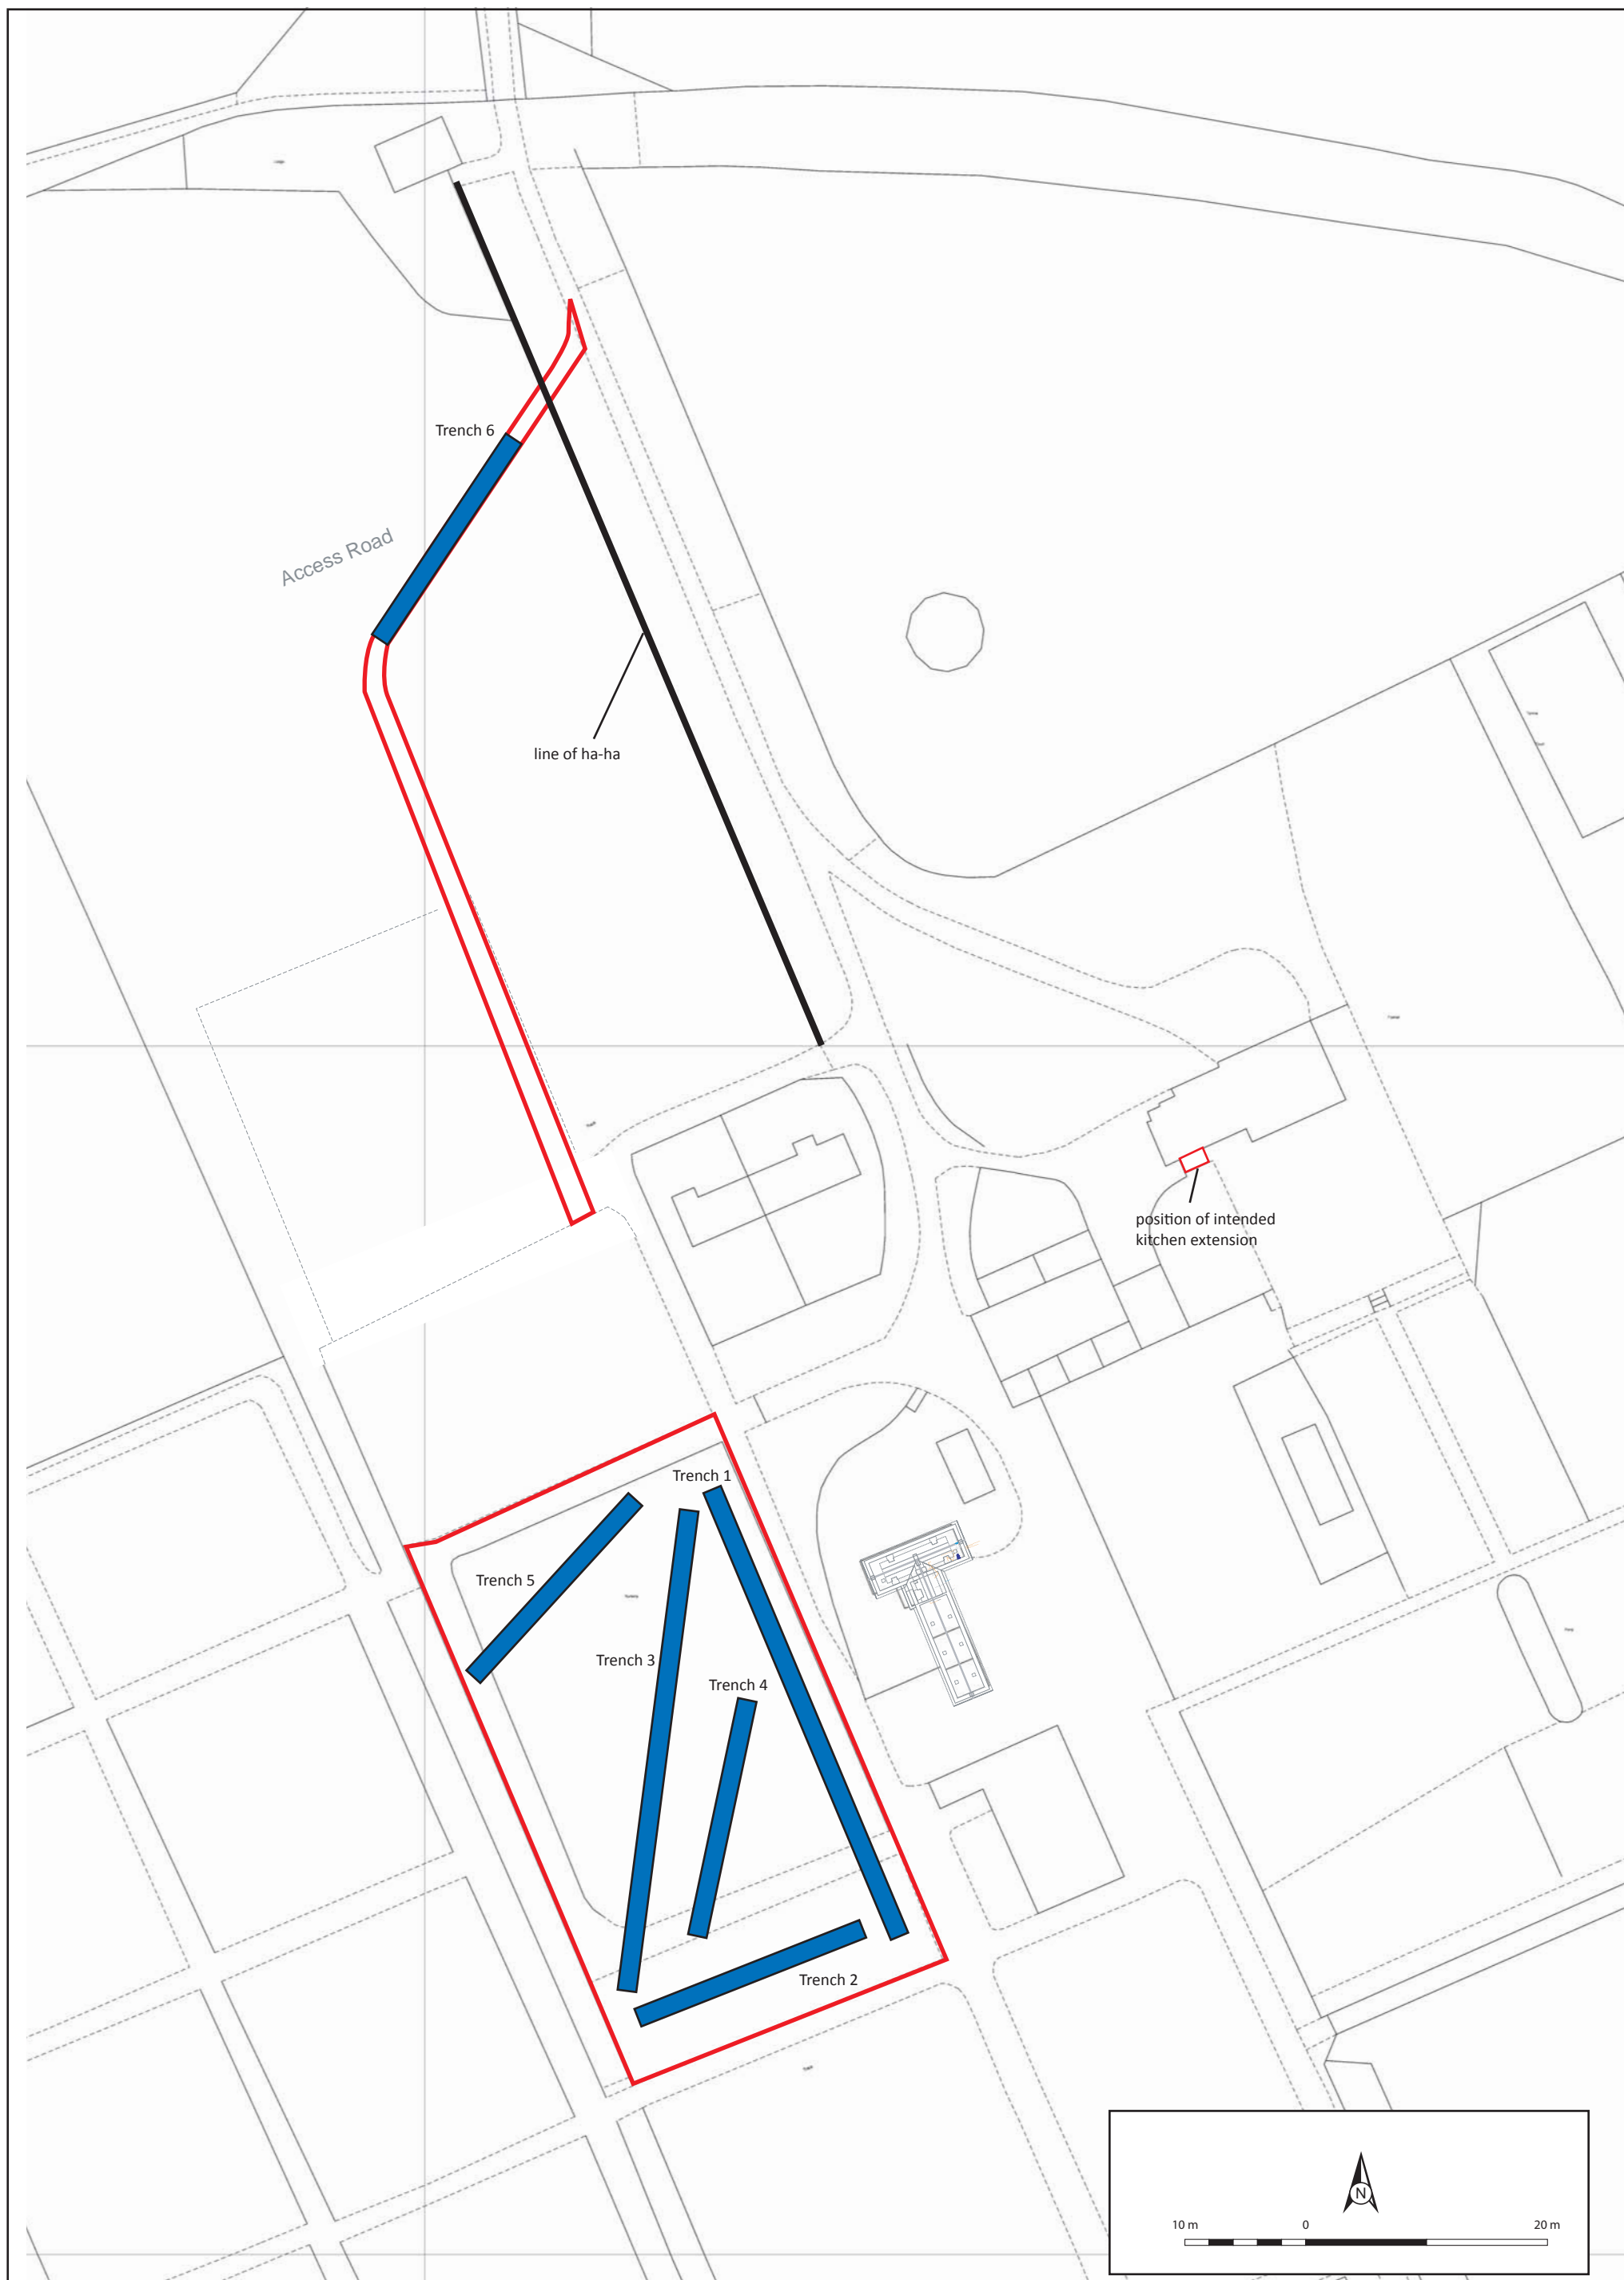 Trench 6
Access Road
line of ha-ha
position of intended
kitchen extension
Trench 1
Trench 5
Trench 3
Trench 4
Trench 2
N
10 m
0
20 m